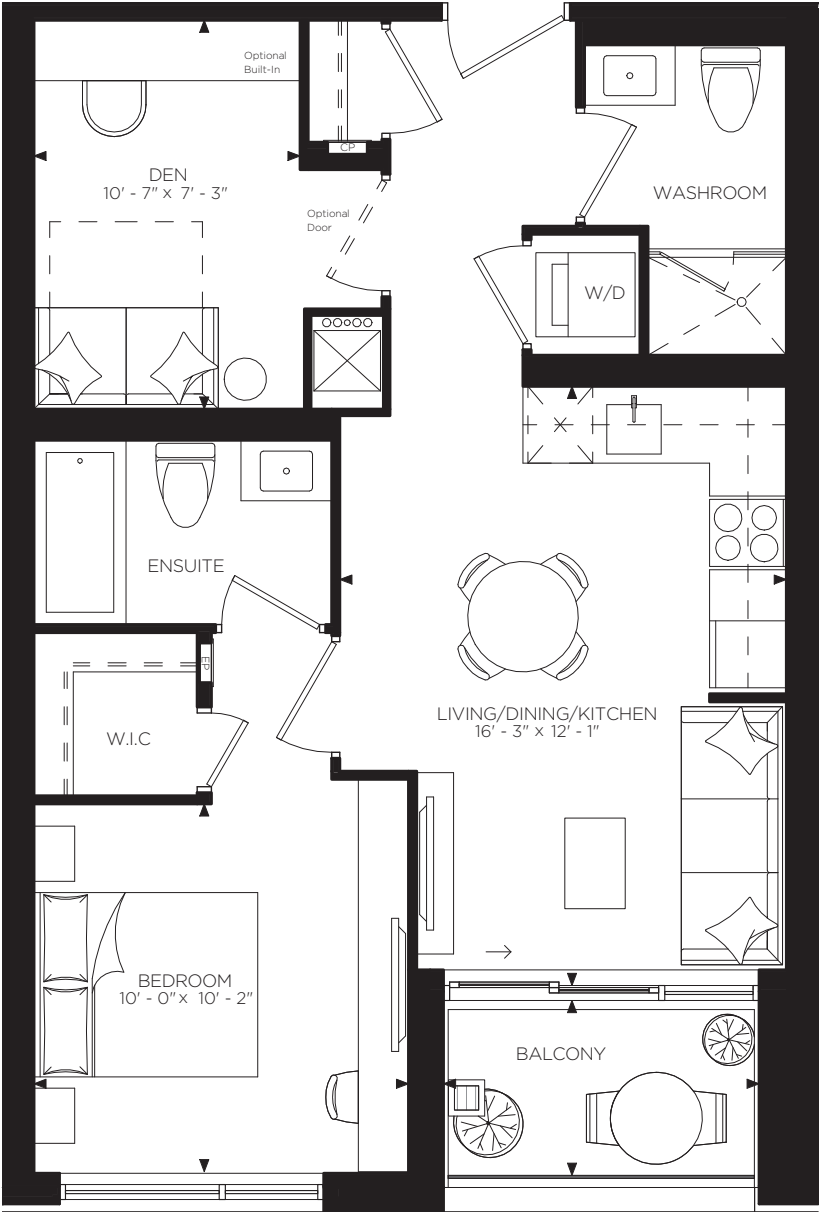 Optional
Built-In
CP
DEN
10' - 7" x 7' - 3"
WASHROOM
Optional
Door
W/D
ENSUITE
EP
LIVING/DINING/KITCHEN
16' - 3" x 12' - 1"
W.I.C
BEDROOM
10' - 0" x 10' - 2"
BALCONY